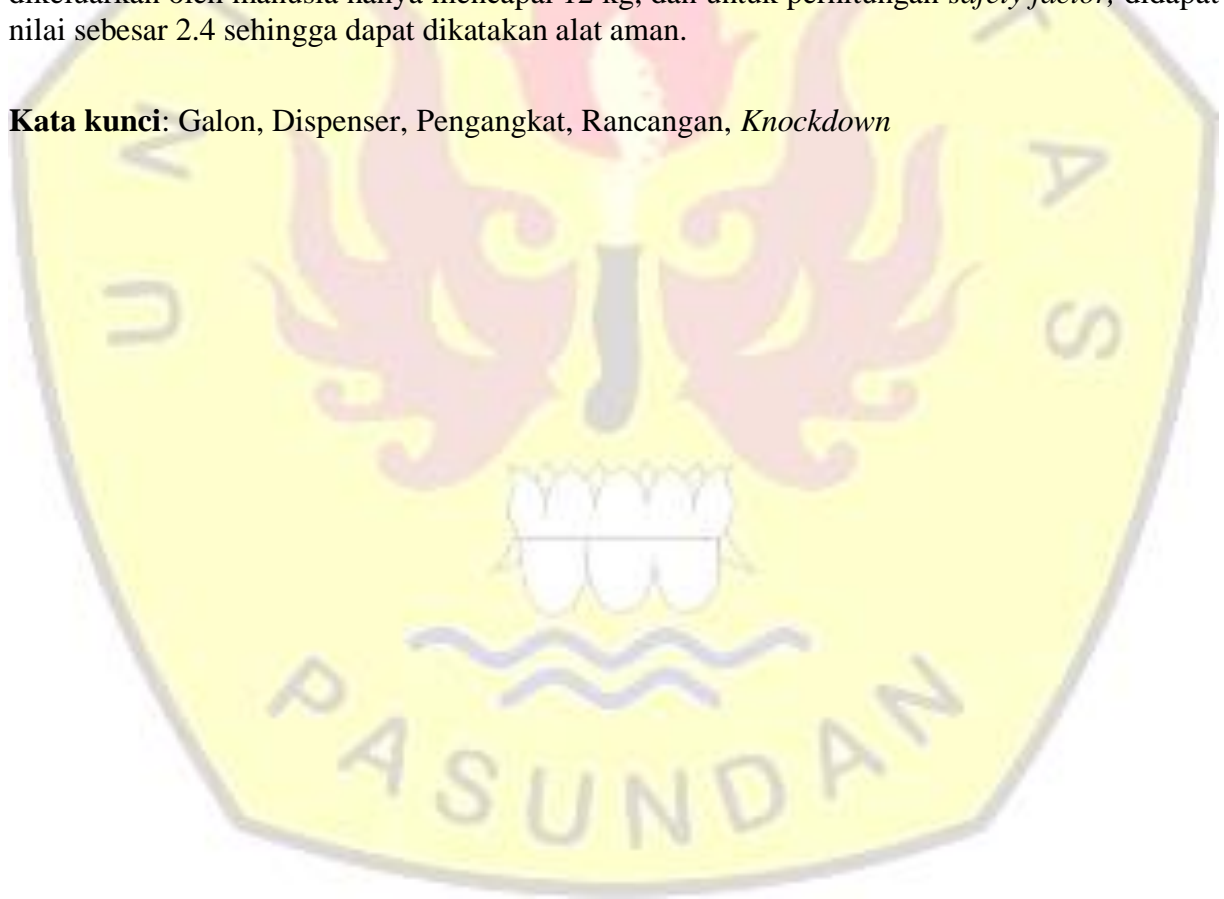 dikeluarkan oleh manusia hanya mencapai 12 kg, dan untuk perhitungan safety factor, didapat
nilai sebesar 2.4 sehingga dapat dikatakan alat aman.
Kata kunci: Galon, Dispenser, Pengangkat, Rancangan, Knockdown
U N T A S
PASUNDAN